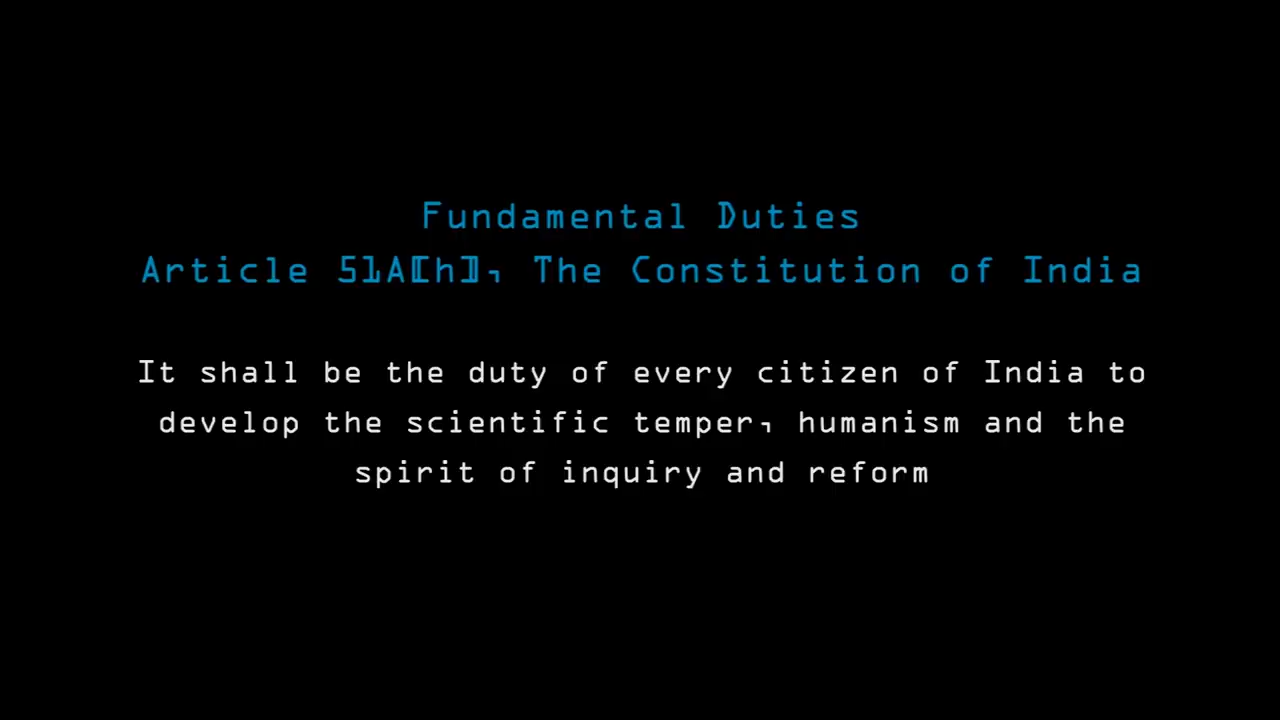 Fundamental Duties
Article 51A[h], The Constitution of India
It shall be the duty of every citizen of India to
develop the scientific temper, humanism and the
spirit of inquiry and reform